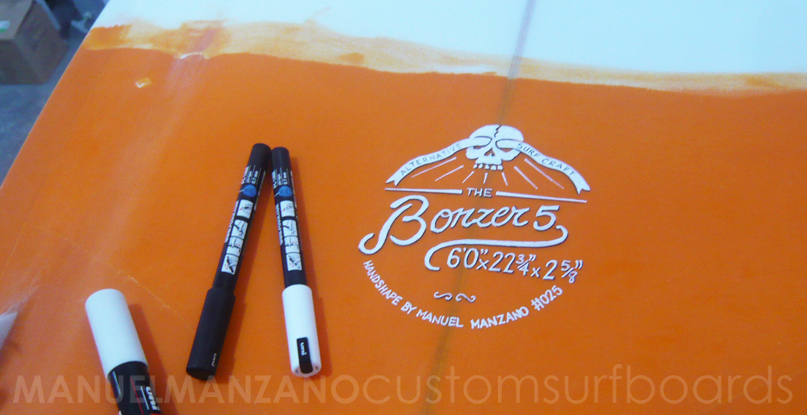 ALTERNATIVE SURF CRAFT
THE
Bonzer 5
6'0"x22 3/4"x2 5/8"
HANDSHAPE BY MANUEL MANZANO #025
uni
MANUELMANZANOcustomsurfboards